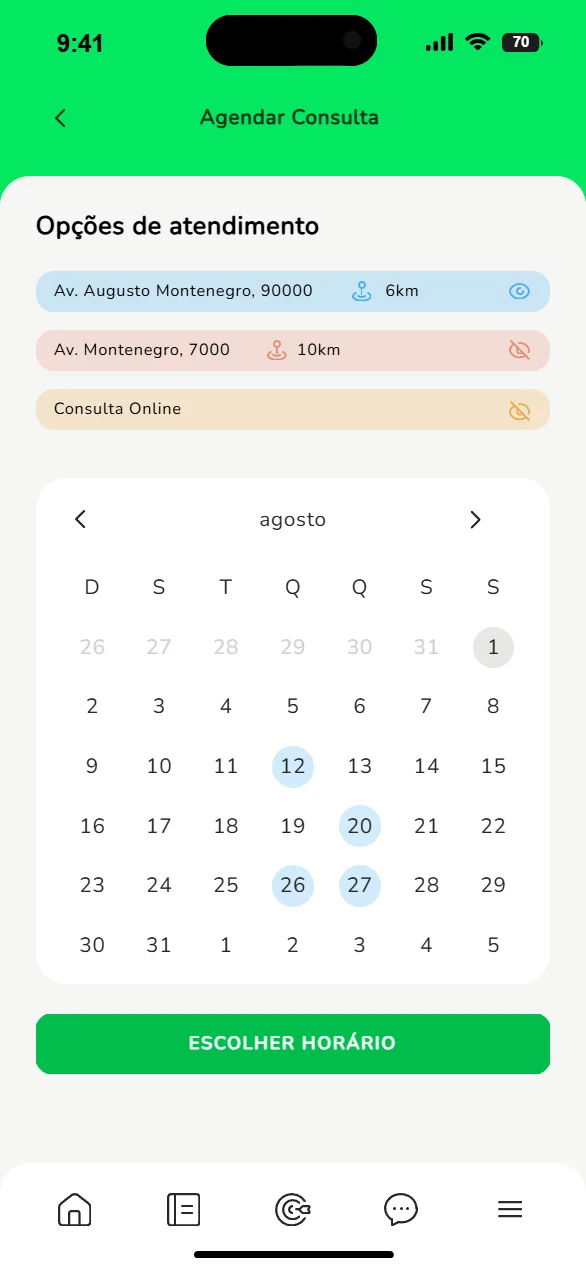 9:41
70
Agendar Consulta
Opções de atendimento
Av. Augusto Montenegro, 90000 6km
Av. Montenegro, 7000 10km
Consulta Online
agosto
D S T Q Q S S
26 27 28 29 30 31 1
2 3 4 5 6 7 8
9 10 11 12 13 14 15
16 17 18 19 20 21 22
23 24 25 26 27 28 29
30 31 1 2 3 4 5
ESCOLHER HORÁRIO